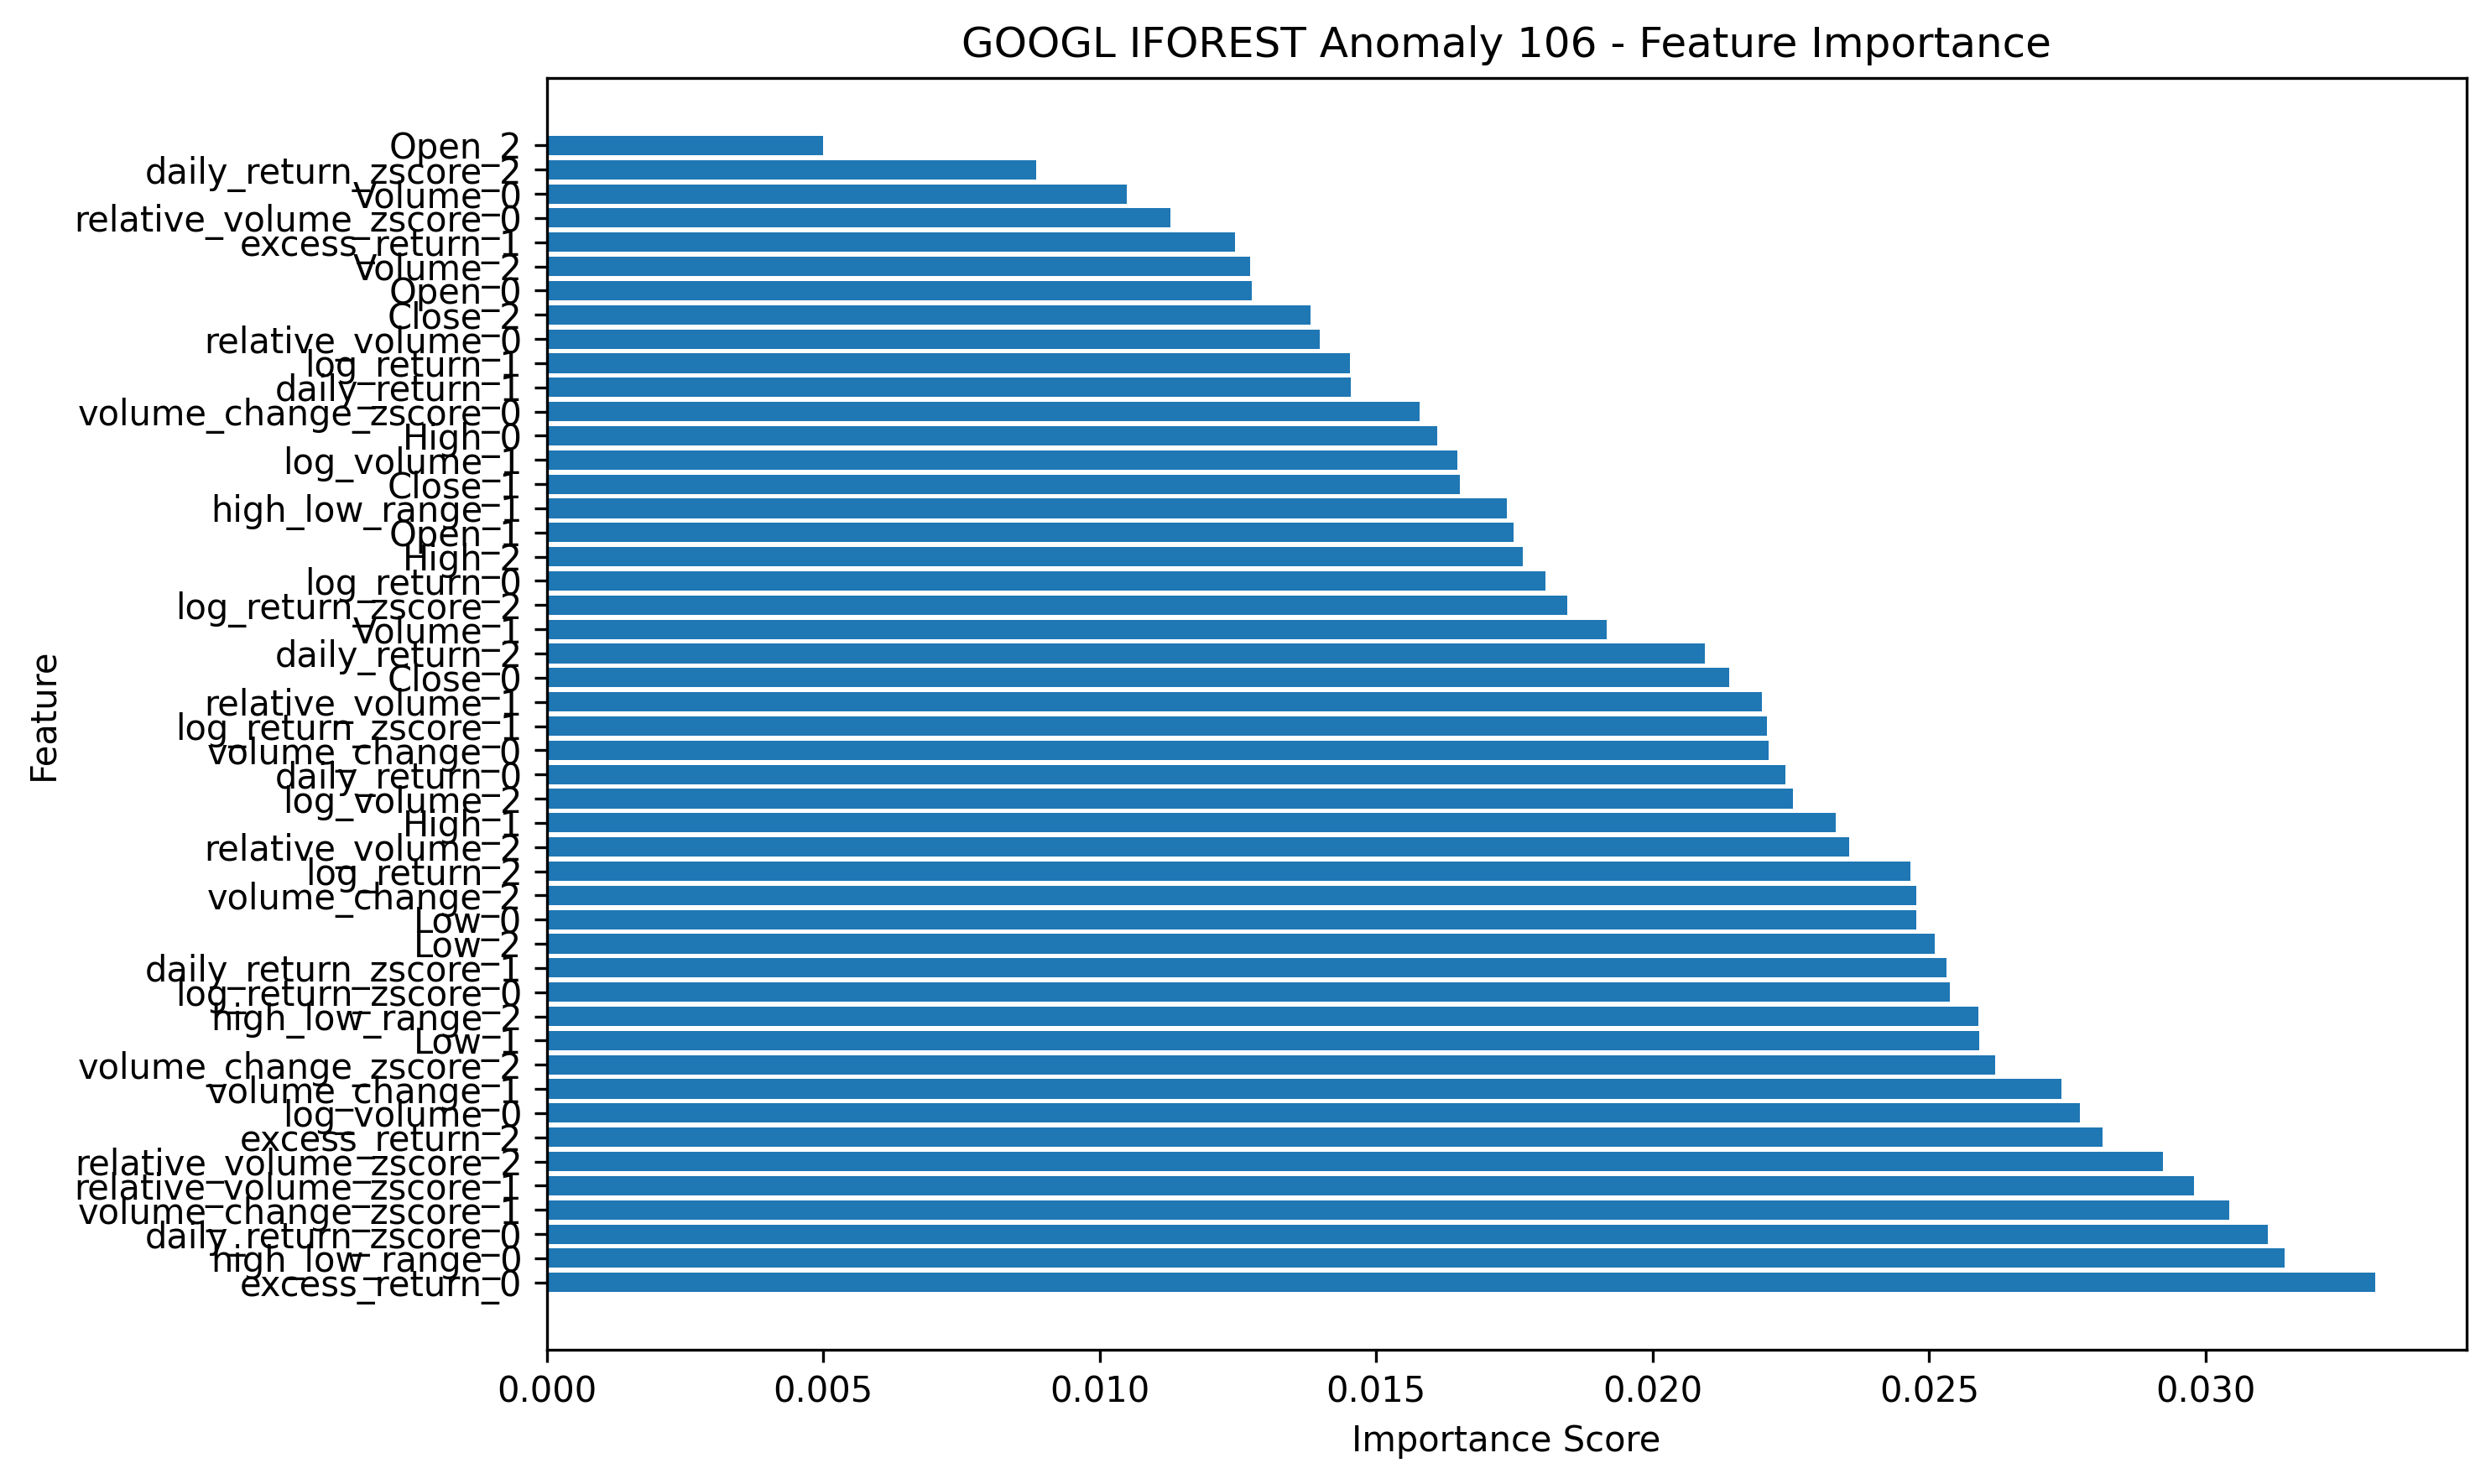 GOOGL IFOREST Anomaly 106 - Feature Importance
Open_2
daily_return_zscore_2
Volume_0
relative_volume_zscore_0
excess_return_1
Volume_2
Open_0
Close_2
relative_volume_0
log_return_1
daily_return_1
volume_change_zscore_0
High_0
log_volume_1
Close_1
high_low_range_1
Open_1
High_2
log_return_0
log_return_zscore_2
Volume_1
daily_return_2
Close_0
relative_volume_1
log_return_zscore_1
volume_change_0
daily_return_0
log_volume_2
High_1
relative_volume_2
log_return_2
volume_change_2
Low_0
Low_2
daily_return_zscore_1
log_return_zscore_0
high_low_range_2
Low_1
volume_change_zscore_2
volume_change_1
log_volume_0
excess_return_2
relative_volume_zscore_2
relative_volume_zscore_1
volume_change_zscore_1
daily_return_zscore_0
high_low_range_0
excess_return_0
Feature
0.000 0.005 0.010 0.015 0.020 0.025 0.030
Importance Score